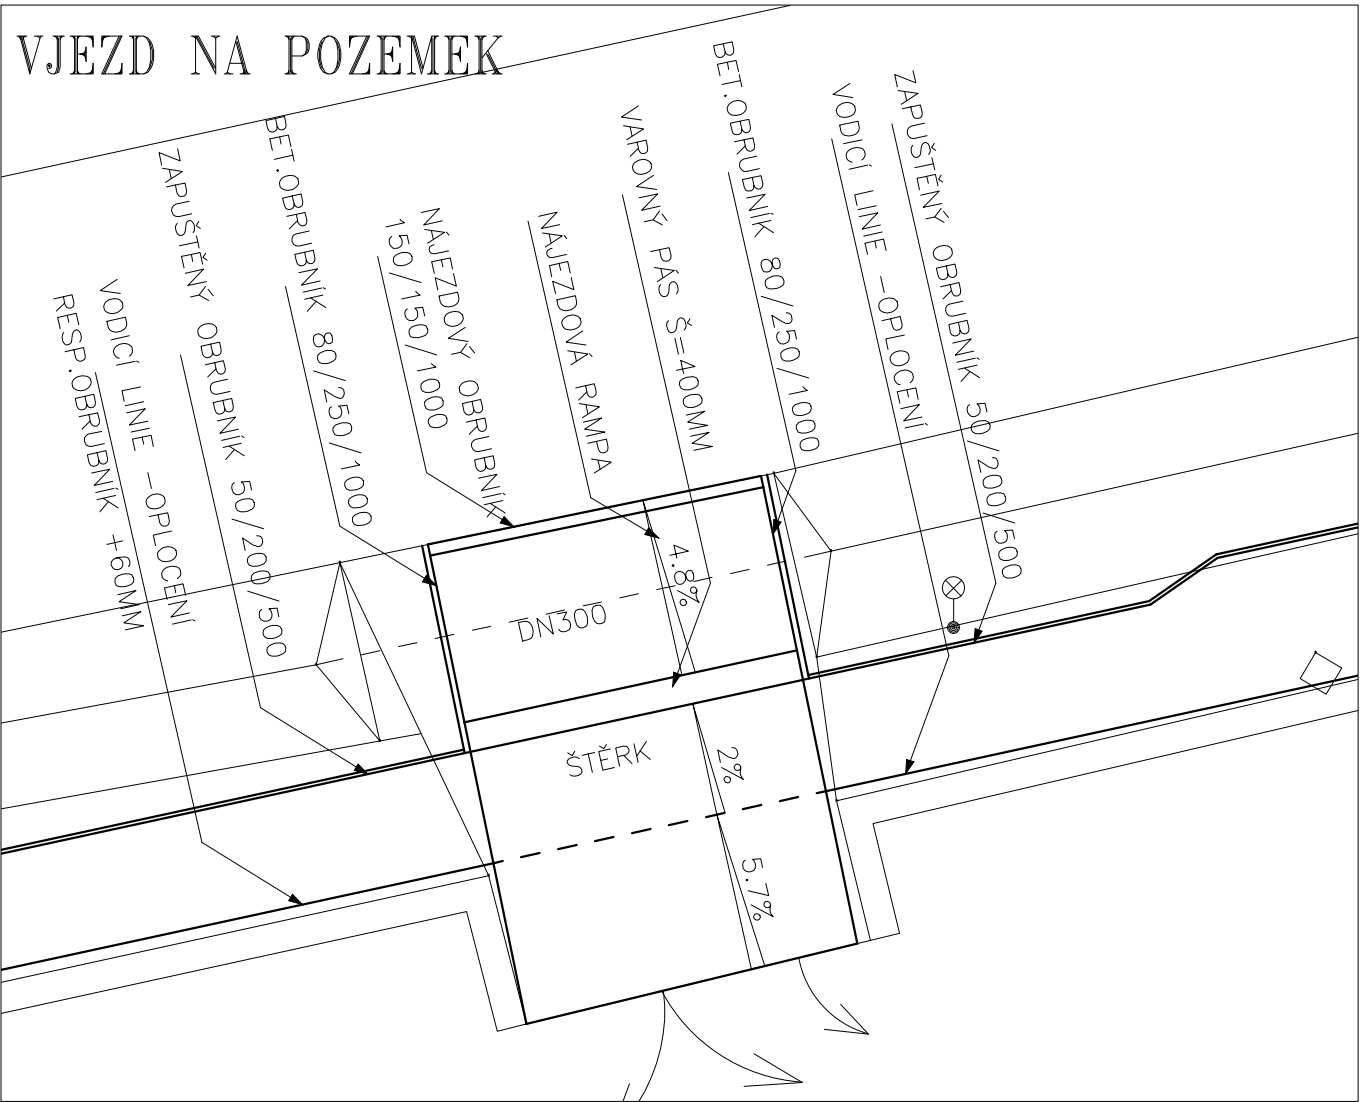 VJEZD NA POZEMEK
RESP.OBRUBNÍK +60MM
VODICÍ LINIE -OPLOCENÍ
ZAPUŠTĚNÝ OBRUBNÍK 50/200/500
BET.OBRUBNÍK 80/250/1000
150/150/1000
NÁJEZDOVÝ OBRUBNÍK
NÁJEZDOVÁ RAMPA
VAROVNÝ PÁS Š=400MM
BET.OBRUBNÍK 80/250/1000
VODICÍ LINIE -OPLOCENÍ
ZAPUŠTĚNÝ OBRUBNÍK 50/200/500
4.8%
DN300
ŠTĚRK
2%
5.7%